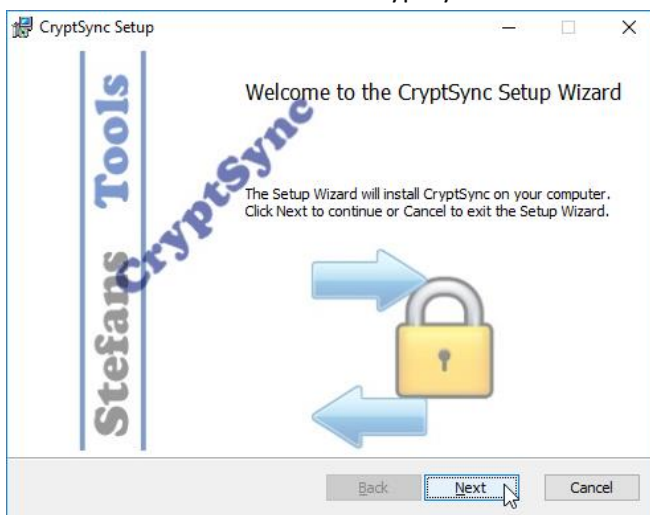 CryptSync Setup
Welcome to the CryptSync Setup Wizard
The Setup Wizard will install CryptSync on your computer.
Click Next to continue or Cancel to exit the Setup Wizard.
Stefans Tools
CryptSync
Back
Next
Cancel